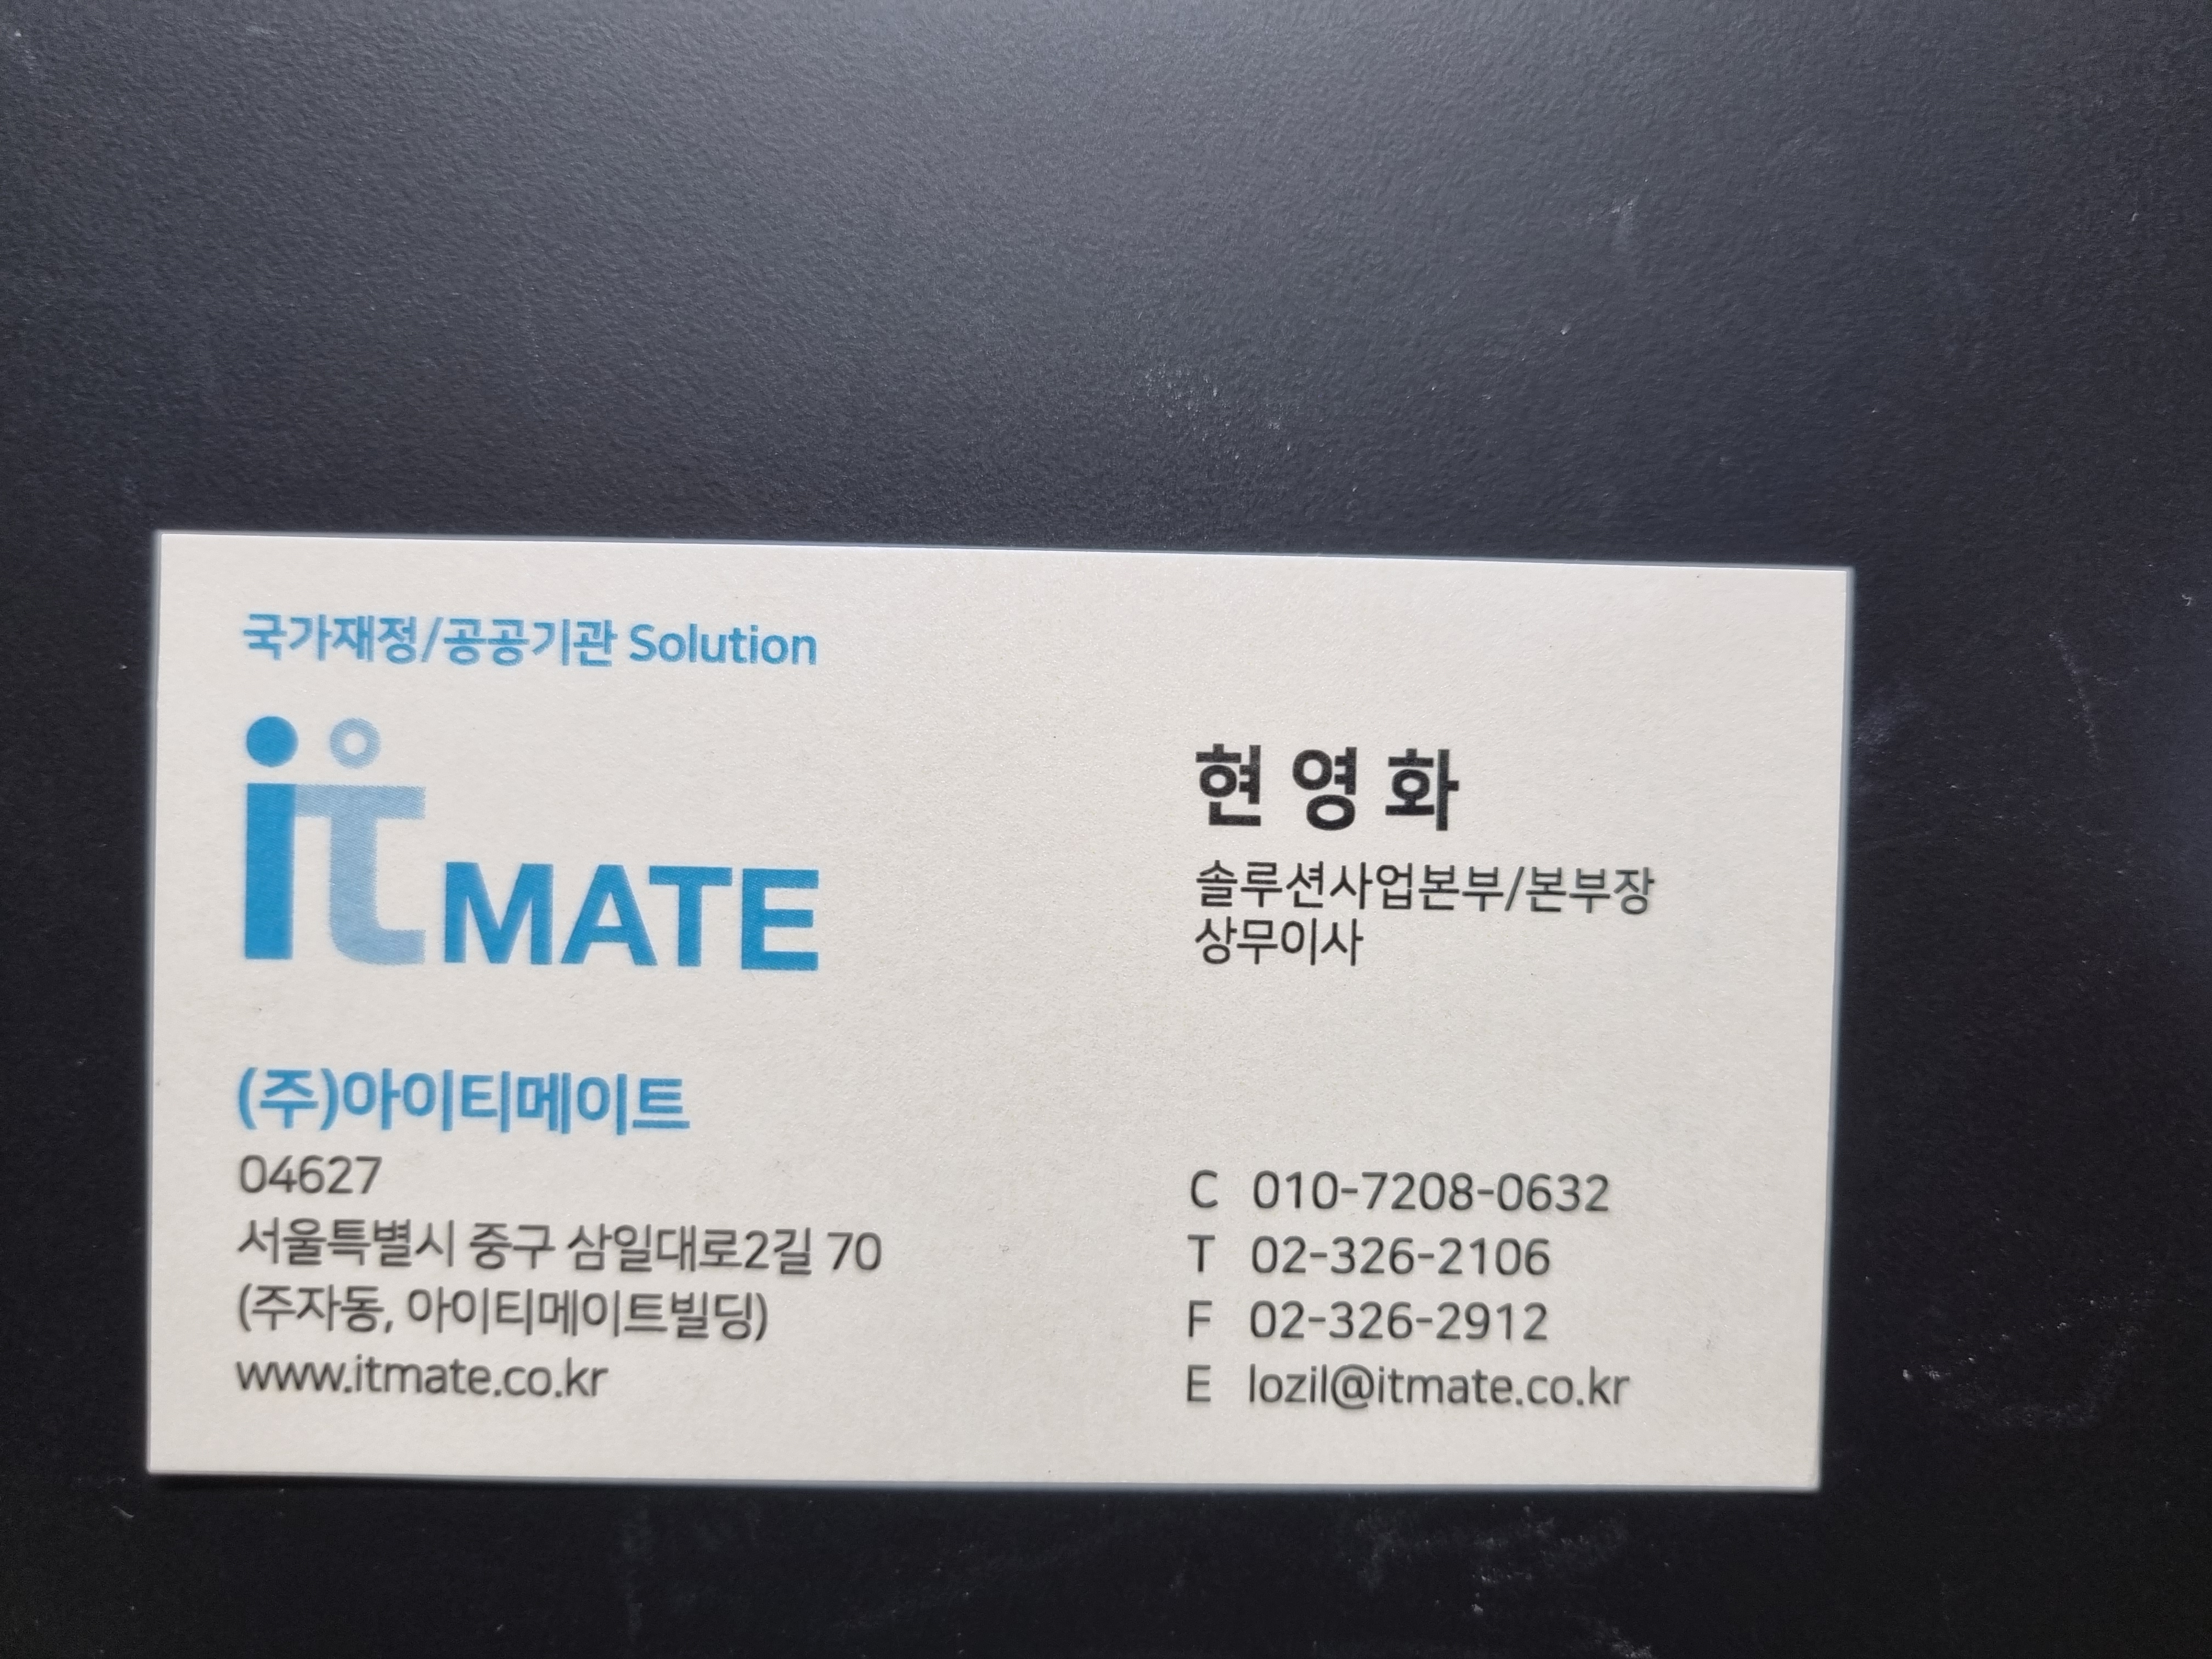 국가재정/공공기관 Solution
it MATE
(주)아이티메이트
04627
서울특별시 중구 삼일대로2길 70
(주자동, 아이티메이트빌딩)
www.itmate.co.kr
현 영 화
솔루션사업본부/본부장
상무이사
C 010-7208-0632
T 02-326-2106
F 02-326-2912
E lozil@itmate.co.kr